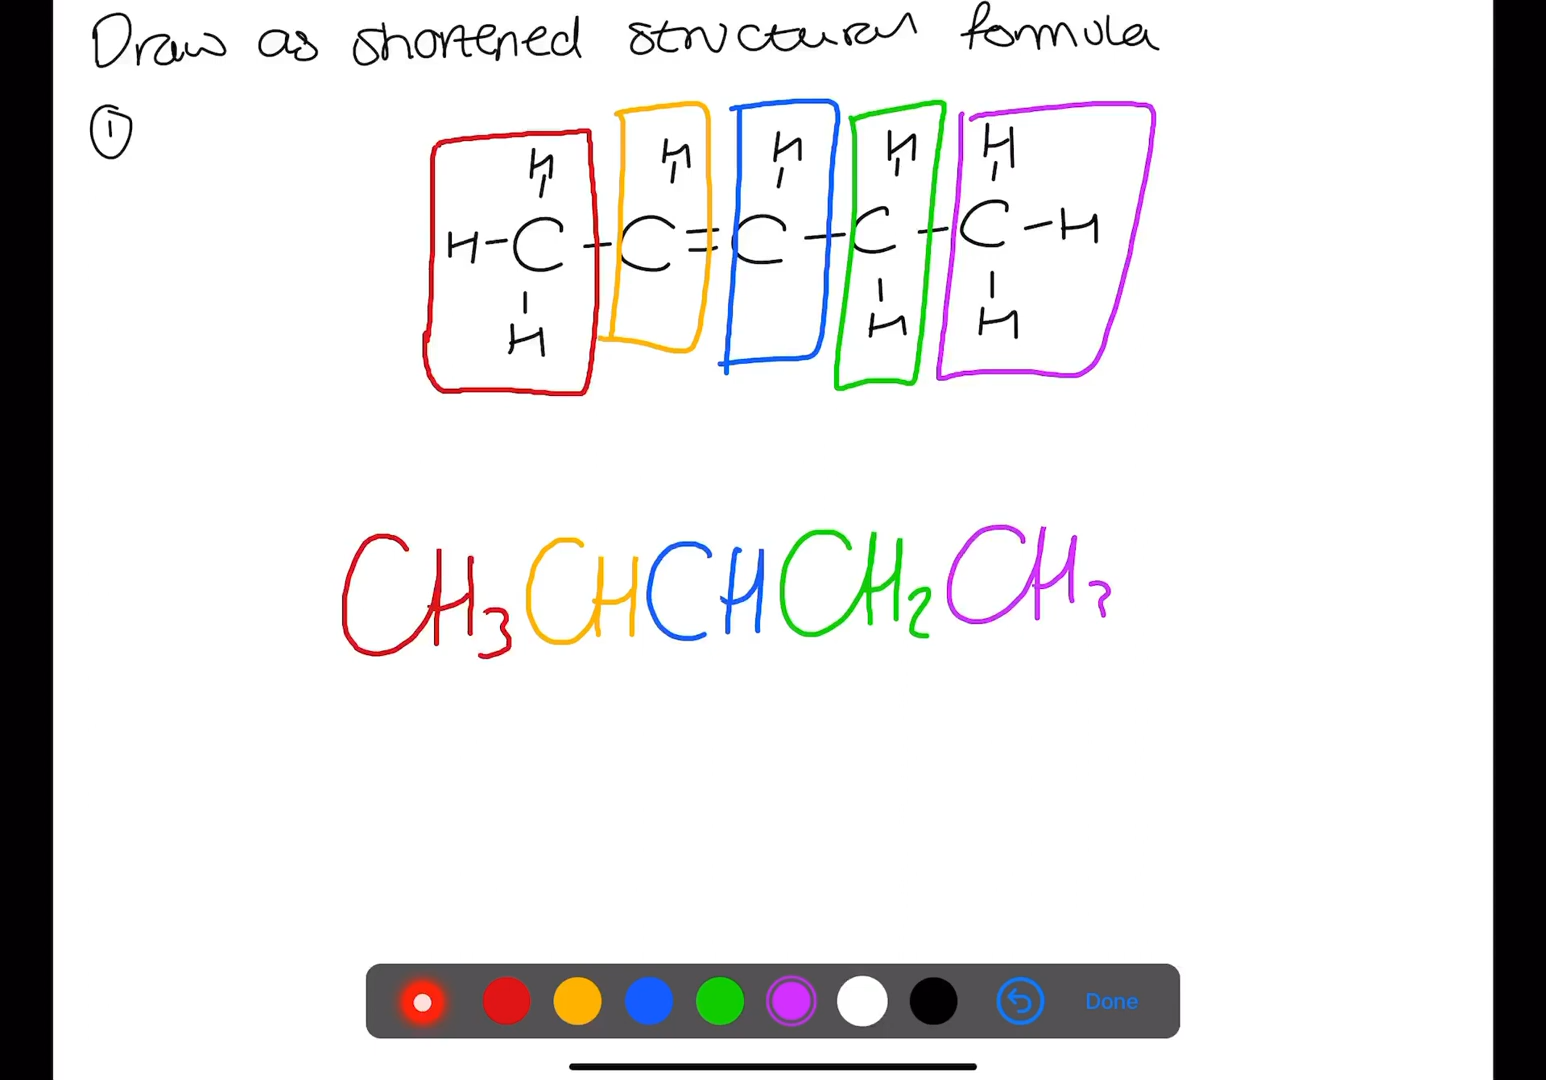 Draw as shortened structural formula
①
H H H H H
H-C-C=C-C-C-H
H H H
CH₃CHCHCH₂CH₃
Done